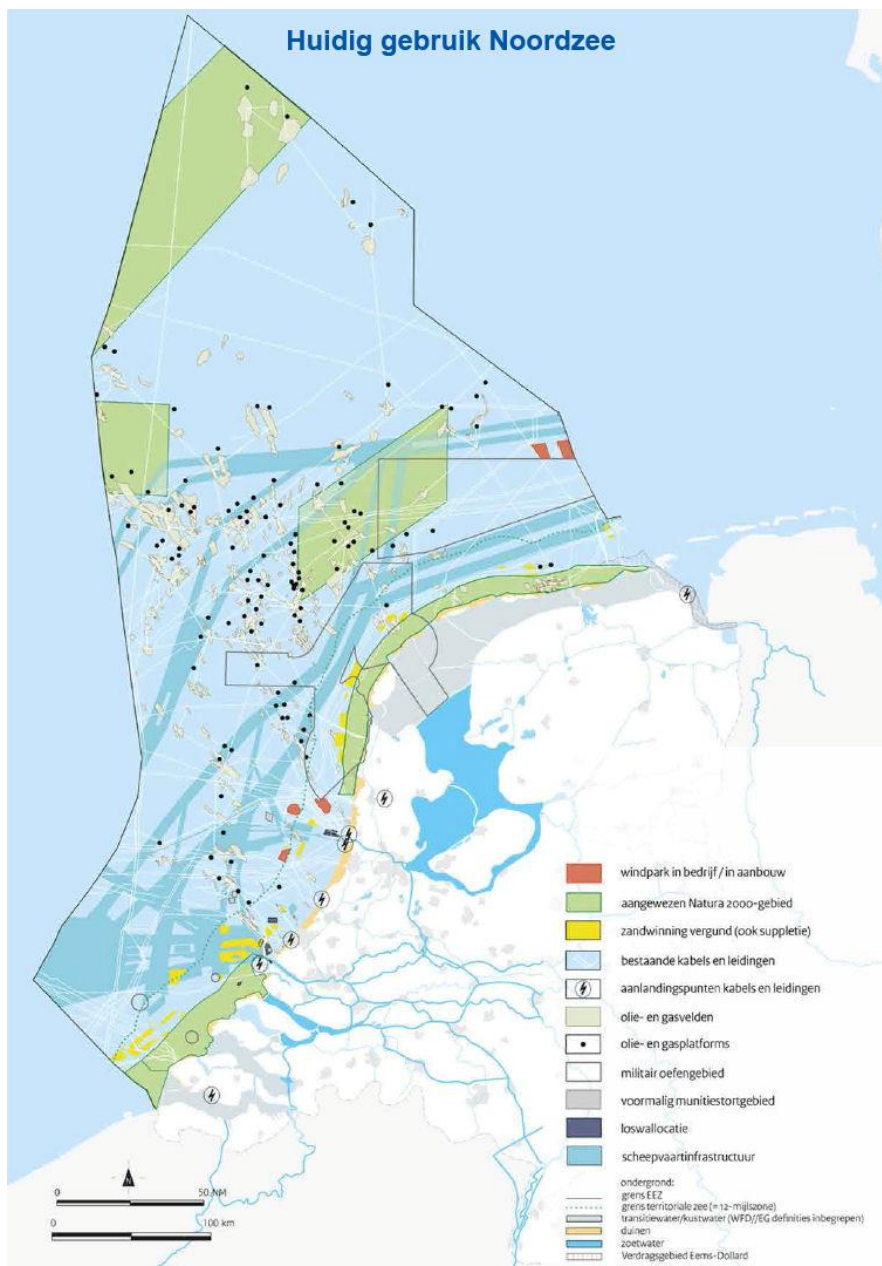 Huidig gebruik Noordzee
windpark in bedrijf / in aanbouw
aangewezen Natura 2000-gebied
zandwinning vergund (ook suppletie)
bestaande kabels en leidingen
aanlandingspunten kabels en leidingen
olie- en gasvelden
olie- en gasplatforms
militair oefengebied
voormalig munitiestortgebied
loswallocatie
scheepvaartinfrastructuur
ondergrond:
grens EEZ
grens territoriale zee (= 12-mijlszone)
transitiewater/kustwater (WFD//EG definities inbegrepen)
duinen
zoetwater
Verdragsgebied Eems-Dollard
N
0 50 NM
0 100 km